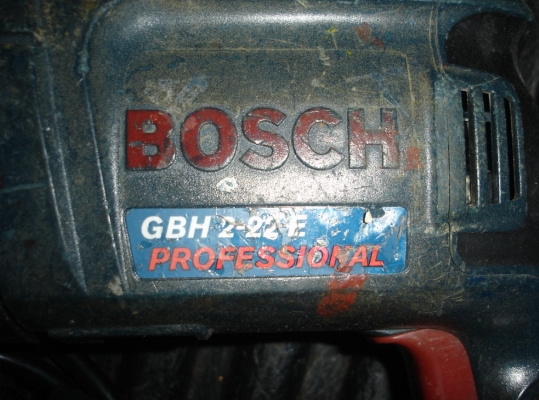 BOSCH
GBH 2-22 E
PROFESSIONAL